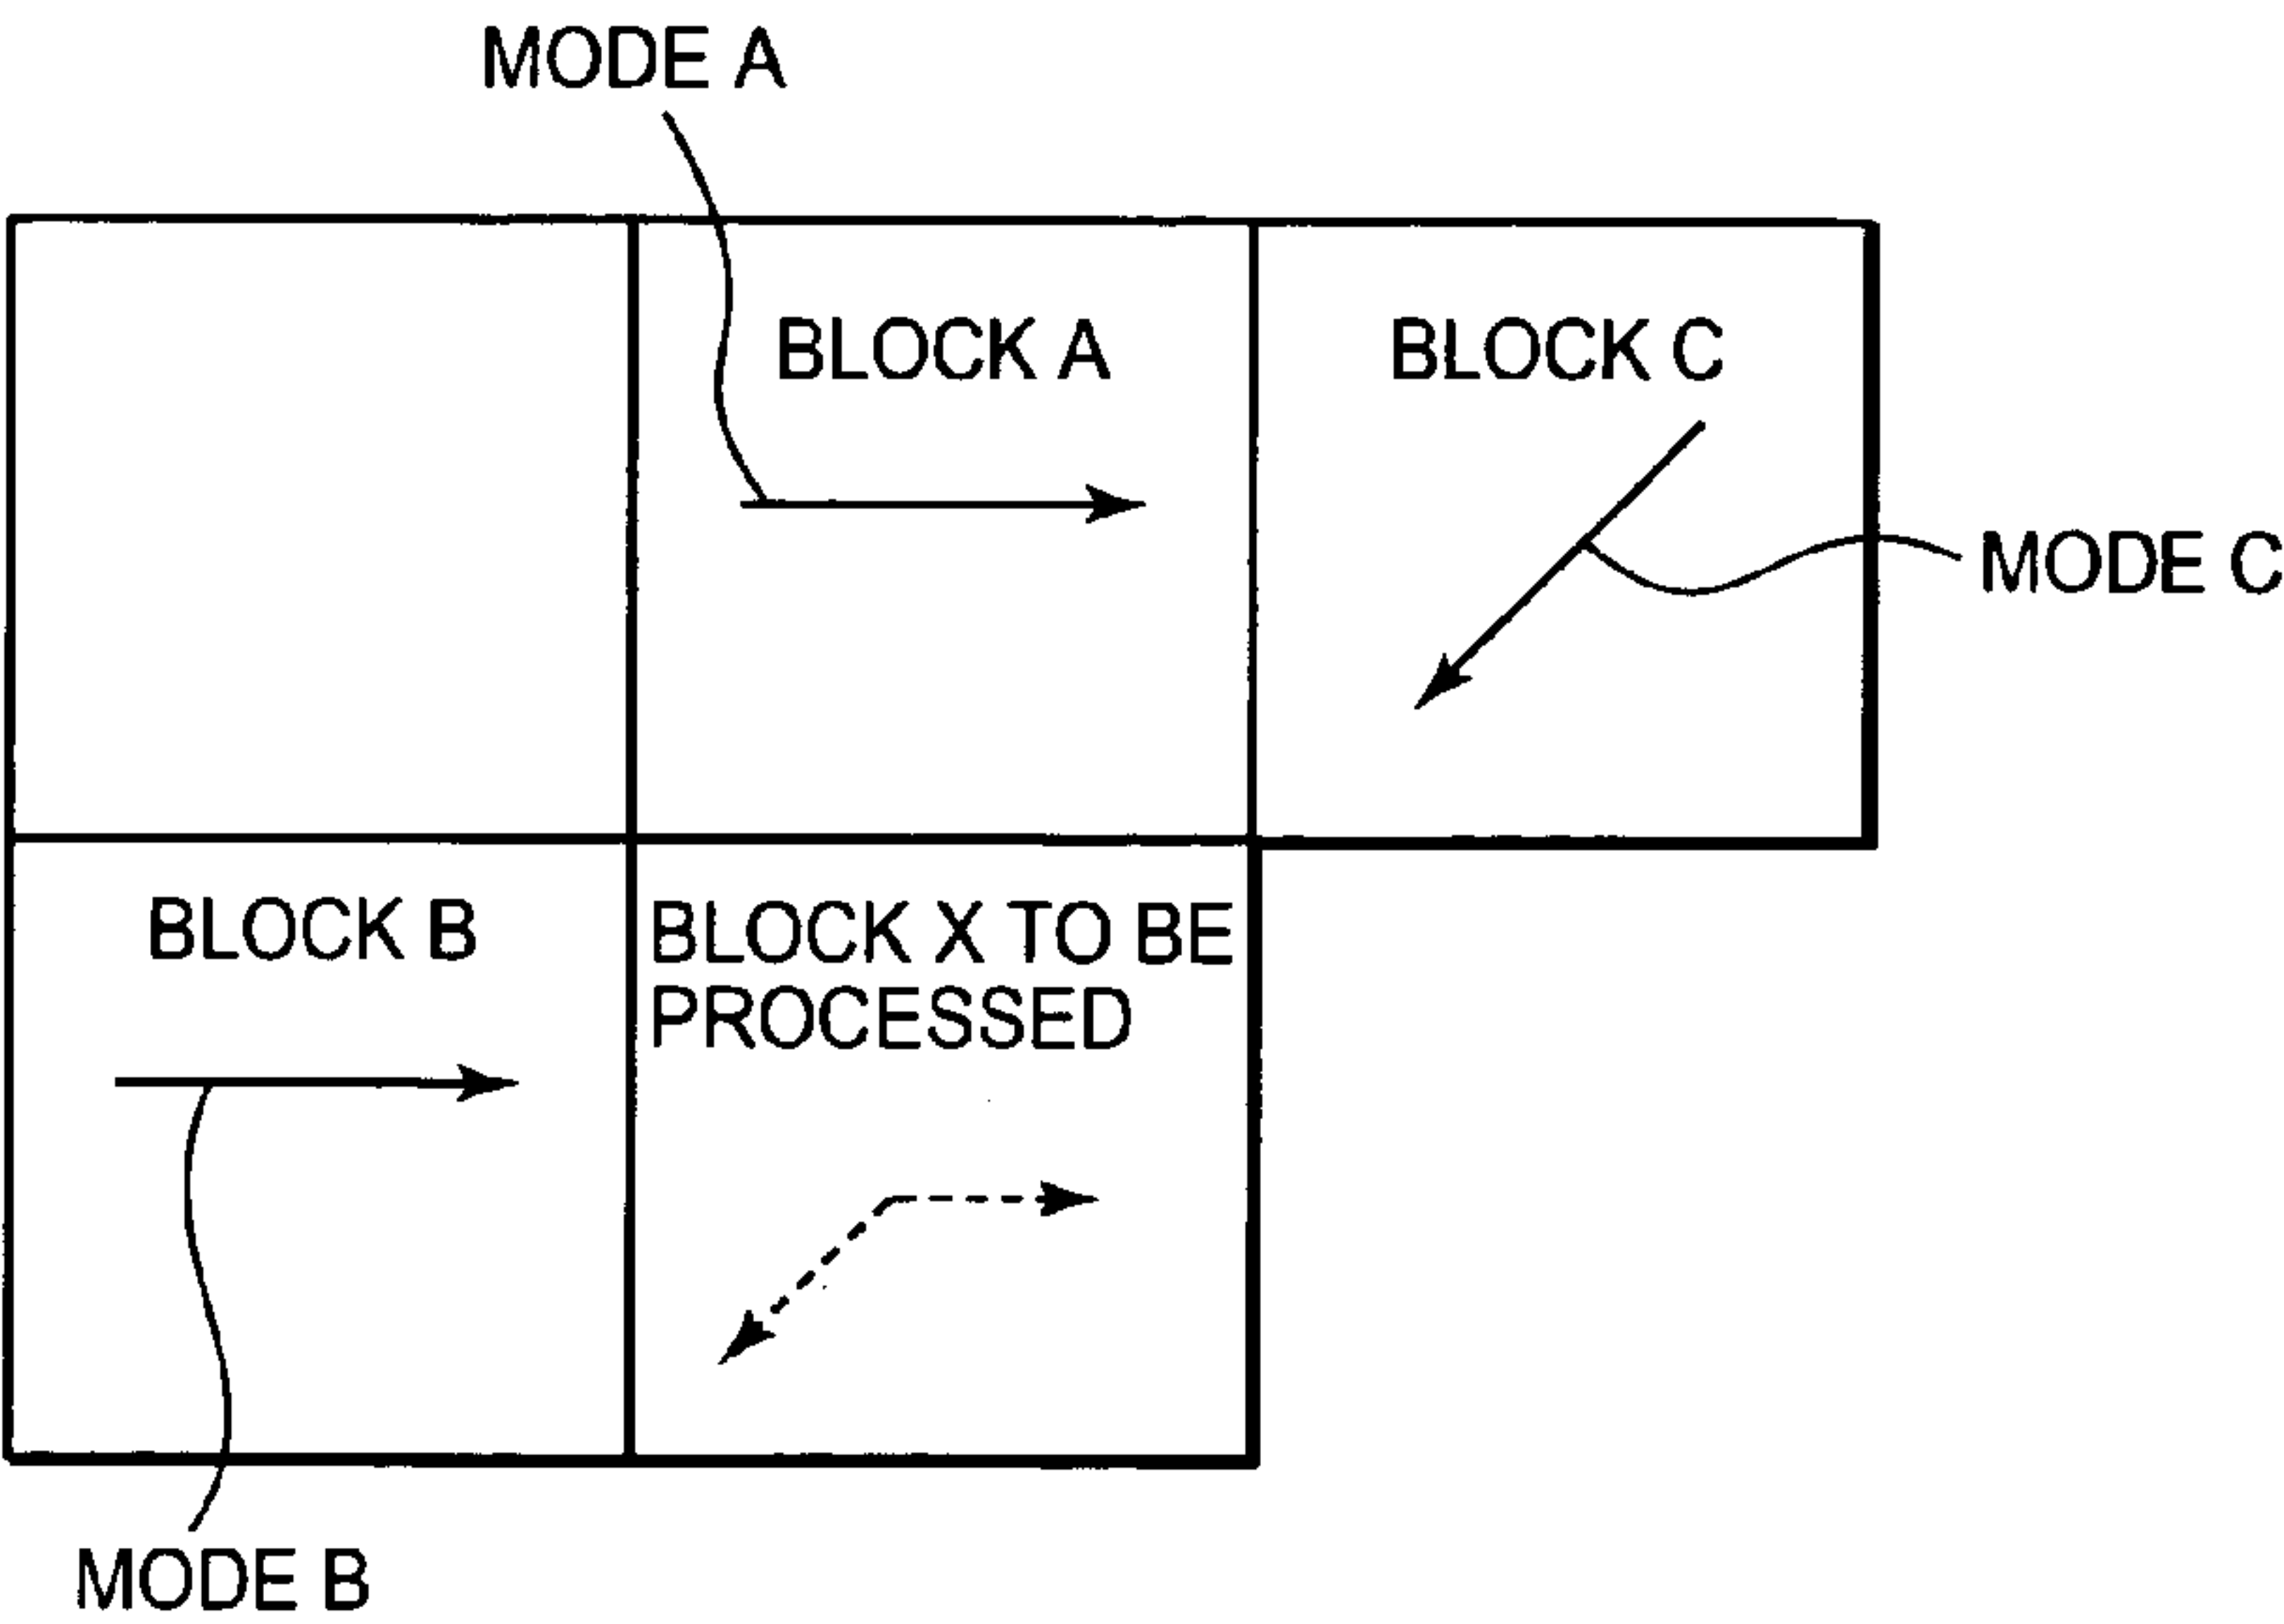 MODE A
BLOCK A
BLOCK C
MODE C
BLOCK B
BLOCK X TO BE
PROCESSED
MODE B